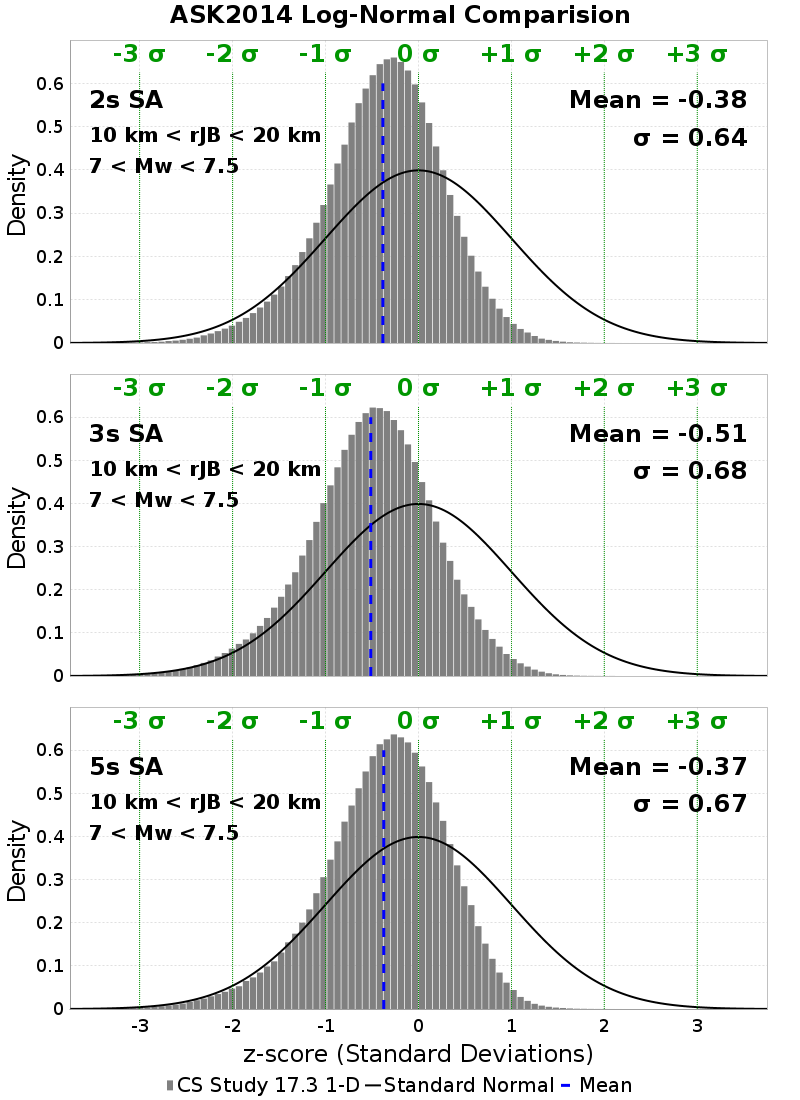 ASK2014 Log-Normal Comparision
-3 σ -2 σ -1 σ 0 σ +1 σ +2 σ +3 σ
0.6
2s SA Mean = -0.38
0.5
10 km < rJB < 20 km σ = 0.64
7 < Mw < 7.5
0.4
0.3
0.2
0.1
0
Density
-3 σ -2 σ -1 σ 0 σ +1 σ +2 σ +3 σ
0.6
3s SA Mean = -0.51
0.5
10 km < rJB < 20 km σ = 0.68
7 < Mw < 7.5
0.4
0.3
0.2
0.1
0
Density
-3 σ -2 σ -1 σ 0 σ +1 σ +2 σ +3 σ
0.6
5s SA Mean = -0.37
0.5
10 km < rJB < 20 km σ = 0.67
7 < Mw < 7.5
0.4
0.3
0.2
0.1
0
Density
-3 -2 -1 0 1 2 3
z-score (Standard Deviations)
CS Study 17.3 1-D Standard Normal Mean